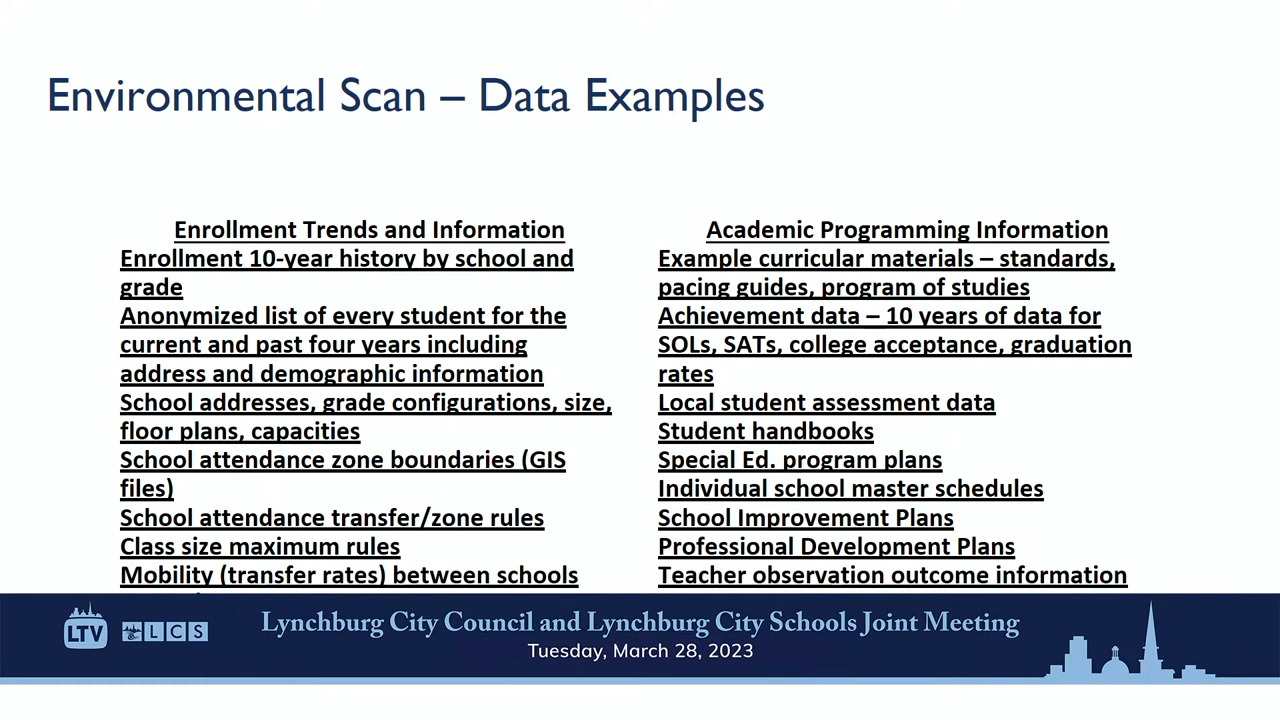 Environmental Scan – Data Examples
Enrollment Trends and Information
Enrollment 10-year history by school and
grade
Anonymized list of every student for the
current and past four years including
address and demographic information
School addresses, grade configurations, size,
floor plans, capacities
School attendance zone boundaries (GIS
files)
School attendance transfer/zone rules
Class size maximum rules
Mobility (transfer rates) between schools
Academic Programming Information
Example curricular materials – standards,
pacing guides, program of studies
Achievement data – 10 years of data for
SOLs, SATs, college acceptance, graduation
rates
Local student assessment data
Student handbooks
Special Ed. program plans
Individual school master schedules
School Improvement Plans
Professional Development Plans
Teacher observation outcome information
LTV
LCS
Lynchburg City Council and Lynchburg City Schools Joint Meeting
Tuesday, March 28, 2023